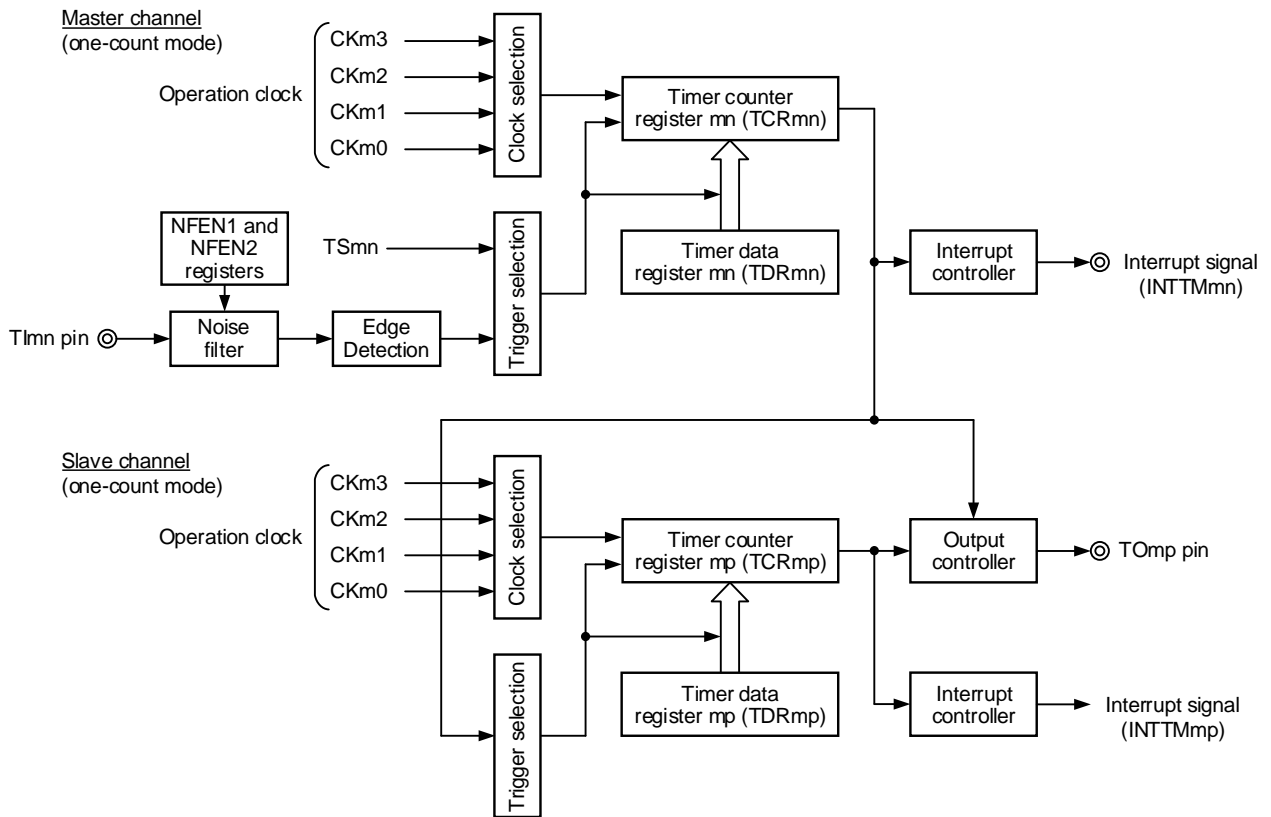 Master channel
(one-count mode)
Operation clock
CKm3
CKm2
CKm1
CKm0
Clock selection
Timer counter
register mn (TCRmn)
NFEN1 and
NFEN2
registers
TSmn
Trigger selection
Timer data
register mn (TDRmn)
Interrupt
controller
Interrupt signal
(INTTMmn)
TImn pin
Noise
filter
Edge
Detection
Slave channel
(one-count mode)
Operation clock
CKm3
CKm2
CKm1
CKm0
Clock selection
Timer counter
register mp (TCRmp)
Output
controller
TOmp pin
Trigger selection
Timer data
register mp (TDRmp)
Interrupt
controller
Interrupt signal
(INTTMmp)